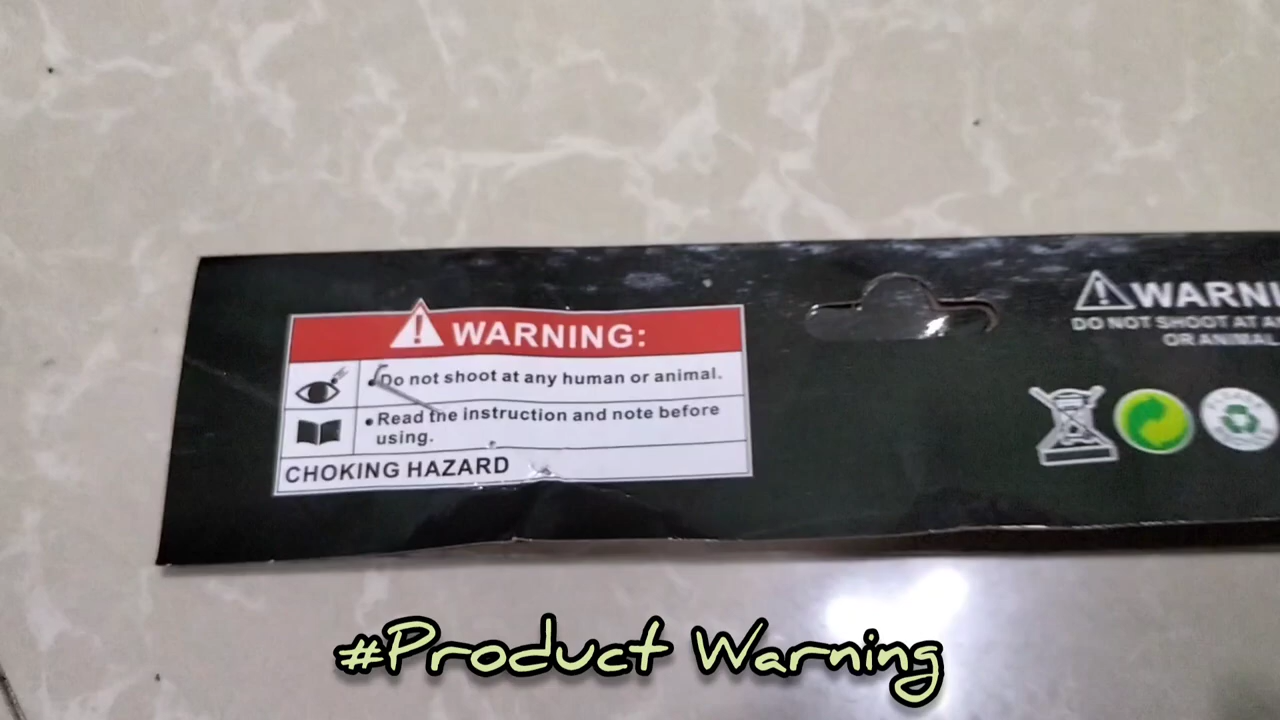 WARNING:
•Do not shoot at any human or animal.
•Read the instruction and note before
using.
CHOKING HAZARD
DO NOT SHOOT AT
OR ANIMAL
#Product Warning